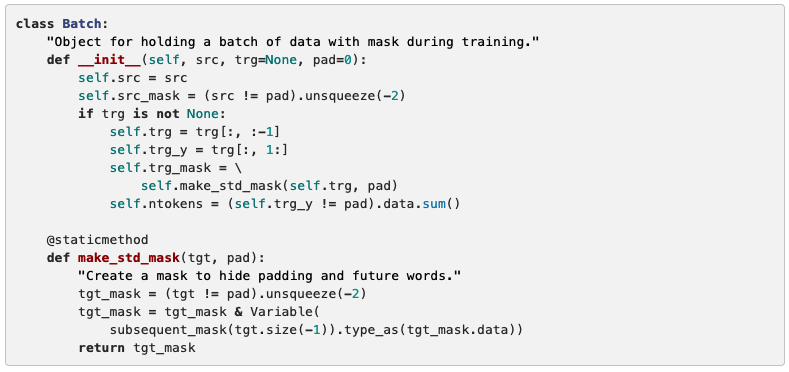 class Batch:
    "Object for holding a batch of data with mask during training."
    def __init__(self, src, trg=None, pad=0):
        self.src = src
        self.src_mask = (src != pad).unsqueeze(-2)
        if trg is not None:
            self.trg = trg[:, :-1]
            self.trg_y = trg[:, 1:]
            self.trg_mask = \
                self.make_std_mask(self.trg, pad)
            self.ntokens = (self.trg_y != pad).data.sum()

    @staticmethod
    def make_std_mask(tgt, pad):
        "Create a mask to hide padding and future words."
        tgt_mask = (tgt != pad).unsqueeze(-2)
        tgt_mask = tgt_mask & Variable(
            subsequent_mask(tgt.size(-1)).type_as(tgt_mask.data))
        return tgt_mask